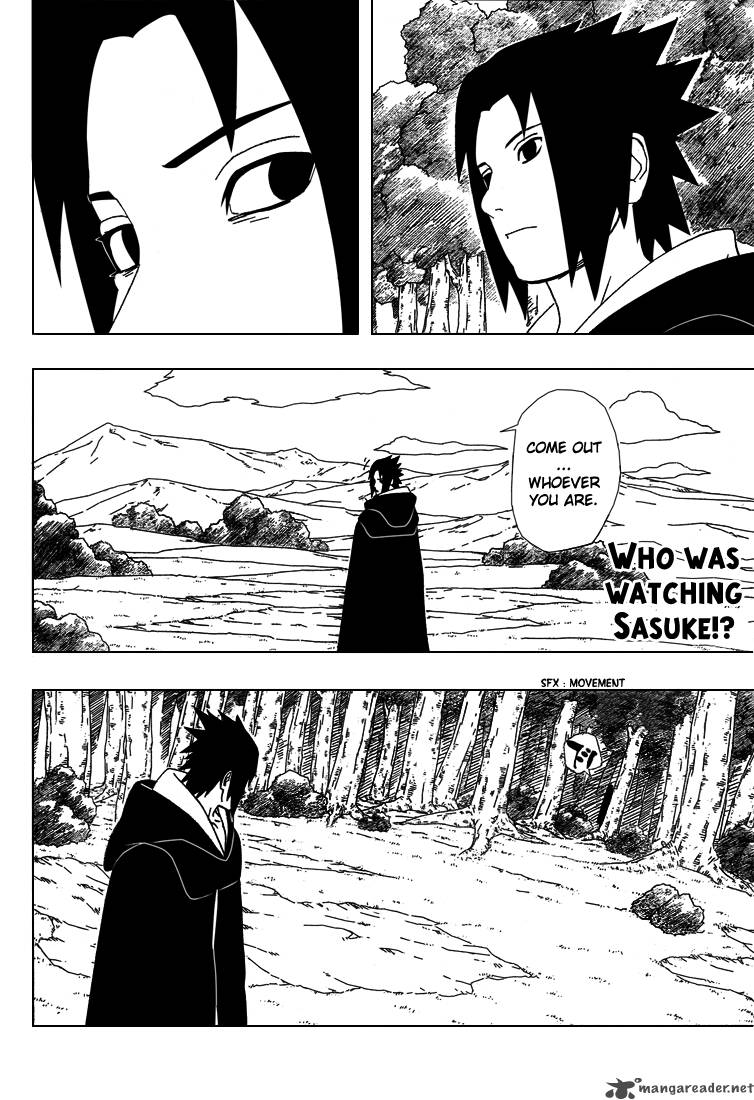 COME OUT
...
WHOEVER
YOU ARE.
WHO WAS
WATCHING
SASUKE!?
SFX : MOVEMENT
mangareader.net